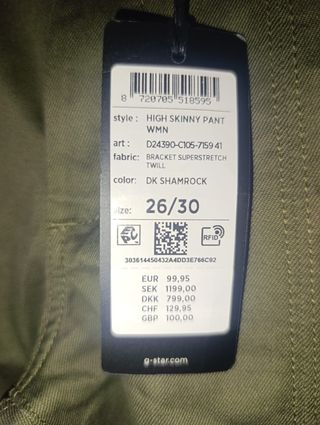 8 720705 518595
style : HIGH SKINNY PANT
WMN
art : D24390-C105-7159 41
fabric: BRACKET SUPERSTRETCH
TWILL
color: DK SHAMROCK
size: 26/30
RFID
303614450432A4DD3E766C92
EUR 99,95
SEK 1199,00
DKK 799,00
CHF 129,95
GBP 100,00
g-star.com